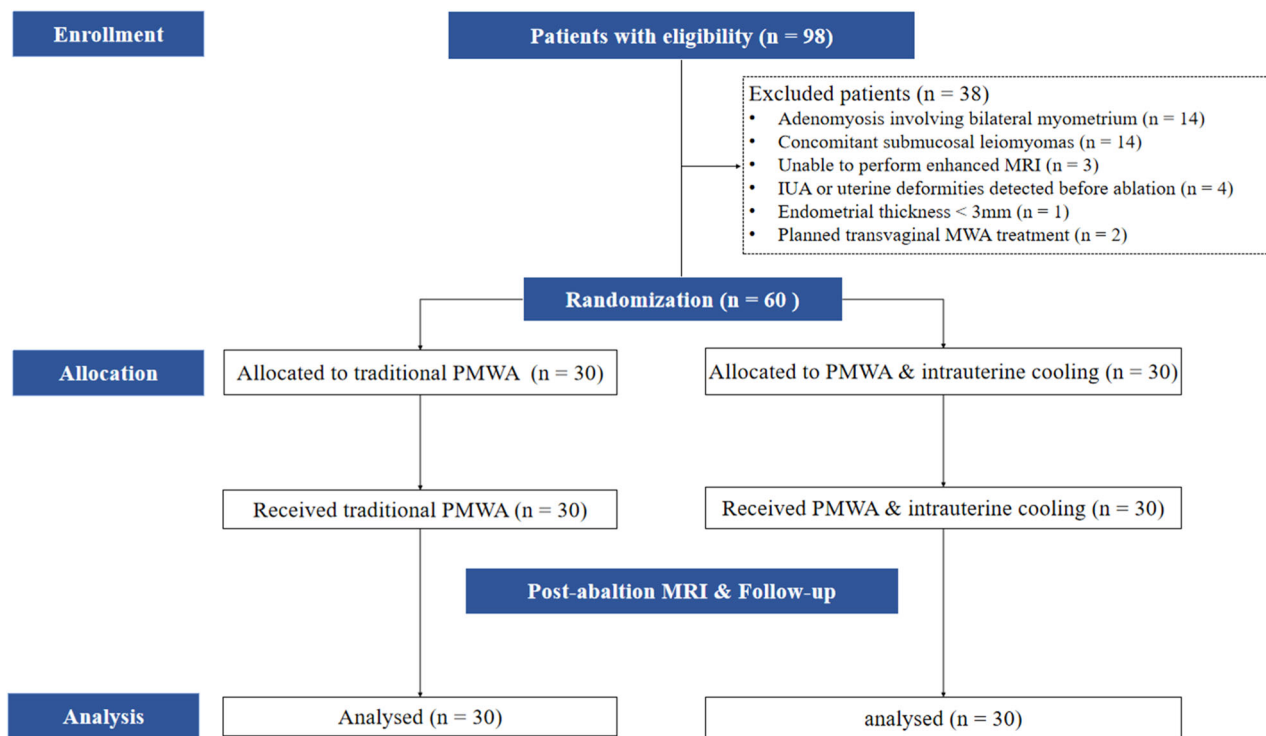 Enrollment
Patients with eligibility (n = 98)
Excluded patients (n = 38)
• Adenomyosis involving bilateral myometrium (n = 14)
• Concomitant submucosal leiomyomas (n = 14)
• Unable to perform enhanced MRI (n = 3)
• IUA or uterine deformities detected before ablation (n = 4)
• Endometrial thickness < 3mm (n = 1)
• Planned transvaginal MWA treatment (n = 2)
Randomization (n = 60 )
Allocation
Allocated to traditional PMWA (n = 30)
Allocated to PMWA & intrauterine cooling (n = 30)
Received traditional PMWA (n = 30)
Received PMWA & intrauterine cooling (n = 30)
Post-abaltion MRI & Follow-up
Analysis
Analysed (n = 30)
analysed (n = 30)